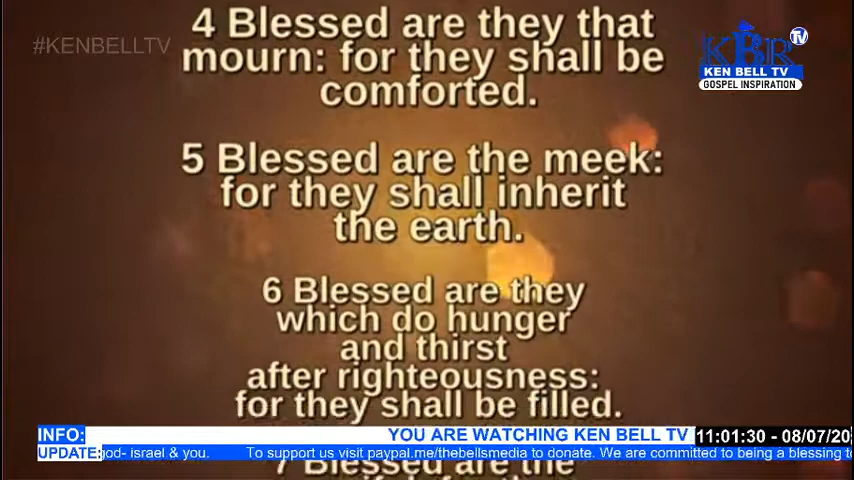 4 Blessed are they that
mourn: for they shall be
comforted.
5 Blessed are the meek:
for they shall inherit
the earth.
6 Blessed are they
which do hunger
and thirst
after righteousness:
for they shall be filled.
7 Blessed are the
#KENBELLTV
KBR TV
KEN BELL TV
GOSPEL INSPIRATION
INFO: YOU ARE WATCHING KEN BELL TV 11:01:30 - 08/07/20
UPDATE: god- israel & you. To support us visit paypal.me/thebellsmedia to donate. We are committed to being a blessing to